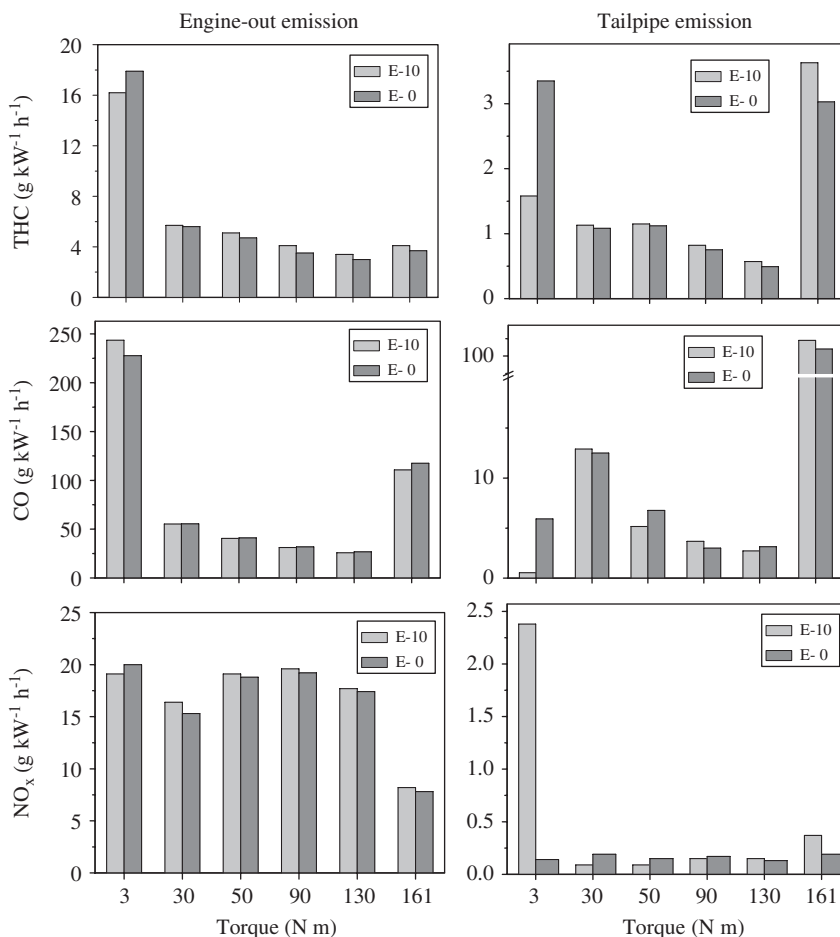 Engine-out emission
Tailpipe emission
THC (g kW⁻¹ h⁻¹)
20
16
12
8
4
0
E-10
E- 0
3
2
1
0
E-10
E- 0
CO (g kW⁻¹ h⁻¹)
250
200
150
100
50
0
E-10
E- 0
100
10
0
E-10
E- 0
NOₓ (g kW⁻¹ h⁻¹)
25
20
15
10
5
0
E-10
E- 0
3 30 50 90 130 161
Torque (N m)
2.5
2.0
1.5
1.0
0.5
0.0
E-10
E- 0
3 30 50 90 130 161
Torque (N m)